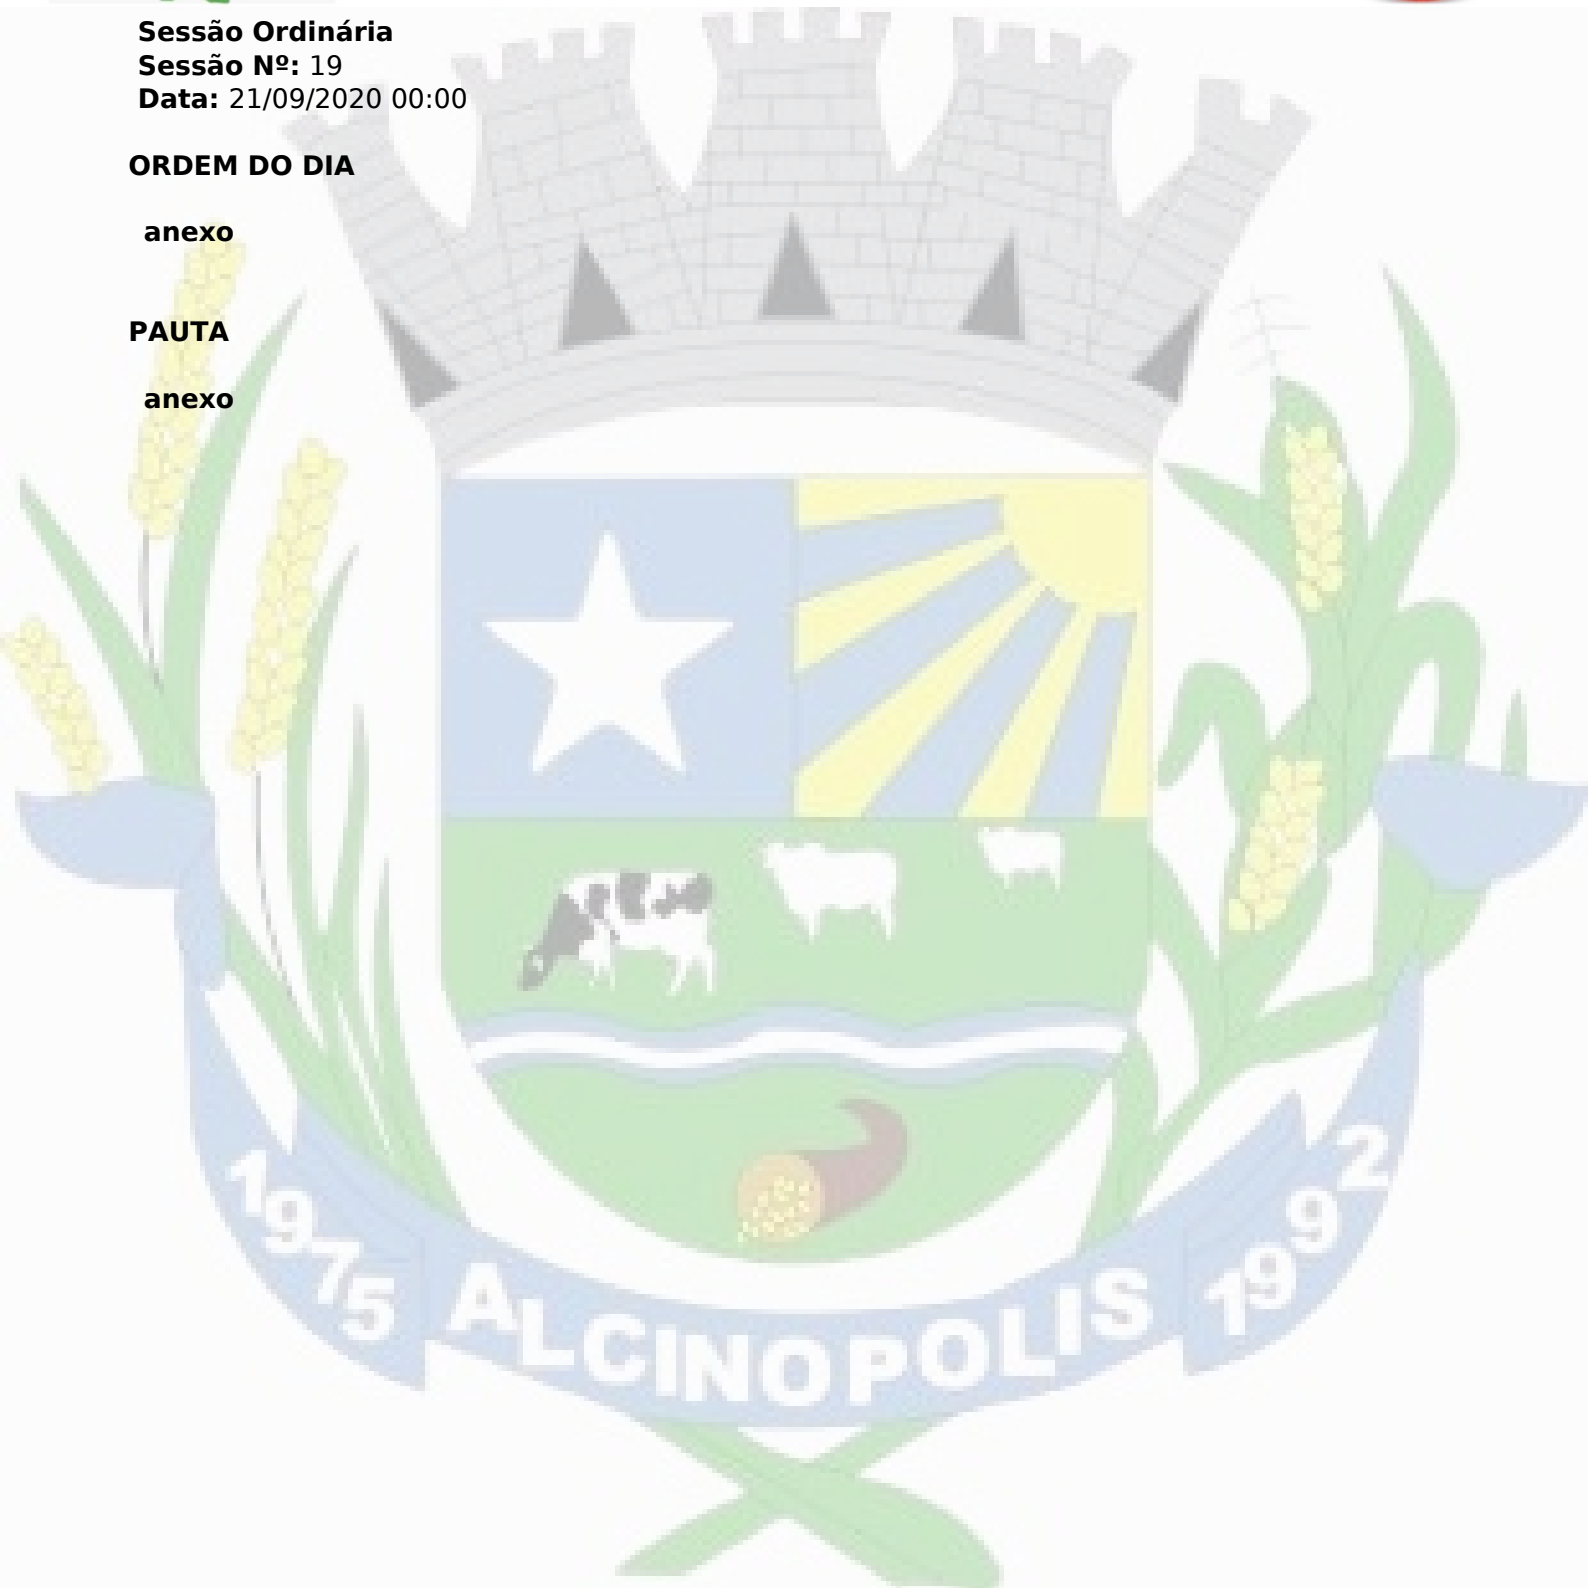 Sessão Ordinária
Sessão Nº: 19
Data: 21/09/2020 00:00
ORDEM DO DIA
anexo
PAUTA
anexo
1975 ALCINOPOLIS 1992